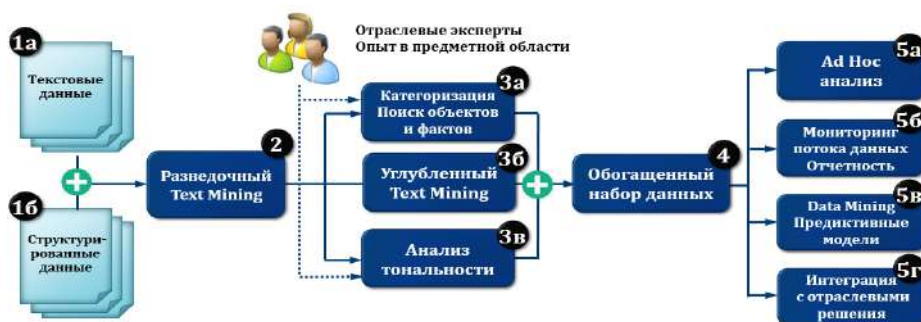 1а
Текстовые
данные
1б
Структури-
рованные
данные
2
Разведочный
Text Mining
Отраслевые эксперты
Опыт в предметной области
3а
Категоризация
Поиск объектов
и фактов
3б
Углубленный
Text Mining
3в
Анализ
тональности
4
Обогащенный
набор данных
5а
Ad Hoc
анализ
5б
Мониторинг
потока данных
Отчетность
5в
Data Mining
Предиктивные
модели
5г
Интеграция
с отраслевыми
решения